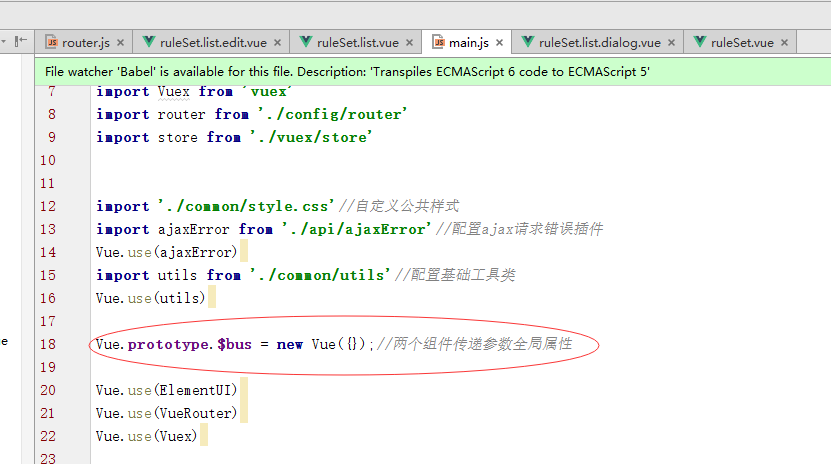 router.js × ruleSet.list.edit.vue × ruleSet.list.vue × main.js × ruleSet.list.dialog.vue × ruleSet.vue ×
File watcher 'Babel' is available for this file. Description: 'Transpiles ECMAScript 6 code to ECMAScript 5'
7 import Vuex from 'vuex'
8 import router from './config/router'
9 import store from './vuex/store'
10
11
12 import './common/style.css'//自定义公共样式
13 import ajaxError from './api/ajaxError'//配置ajax请求错误插件
14 Vue.use(ajaxError)
15 import utils from './common/utils'//配置基础工具类
16 Vue.use(utils)
17
18 Vue.prototype.$bus = new Vue({});//两个组件传递参数全局属性
19
20 Vue.use(ElementUI)
21 Vue.use(VueRouter)
22 Vue.use(Vuex)
23